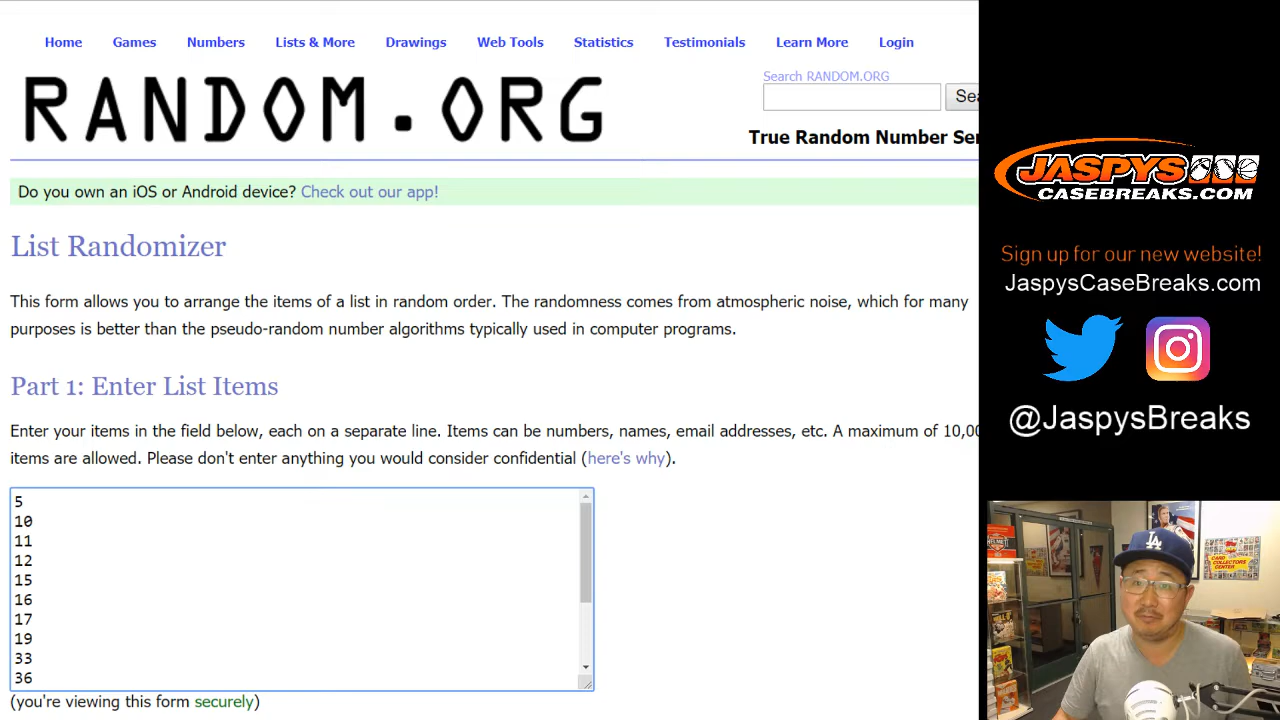 Home Games Numbers Lists & More Drawings Web Tools Statistics Testimonials Learn More Login
RANDOM.ORG
Search RANDOM.ORG
True Random Number Ser
Do you own an iOS or Android device? Check out our app!
List Randomizer
This form allows you to arrange the items of a list in random order. The randomness comes from atmospheric noise, which for many
purposes is better than the pseudo-random number algorithms typically used in computer programs.
Part 1: Enter List Items
Enter your items in the field below, each on a separate line. Items can be numbers, names, email addresses, etc. A maximum of 10,00
items are allowed. Please don't enter anything you would consider confidential (here's why).
5
10
11
12
15
16
17
19
33
36
(you're viewing this form securely)
JASPYS
CASEBREAKS.COM
Sign up for our new website!
JaspysCaseBreaks.com
@JaspysBreaks
LA
CARD
COLLECTORS
CENTER